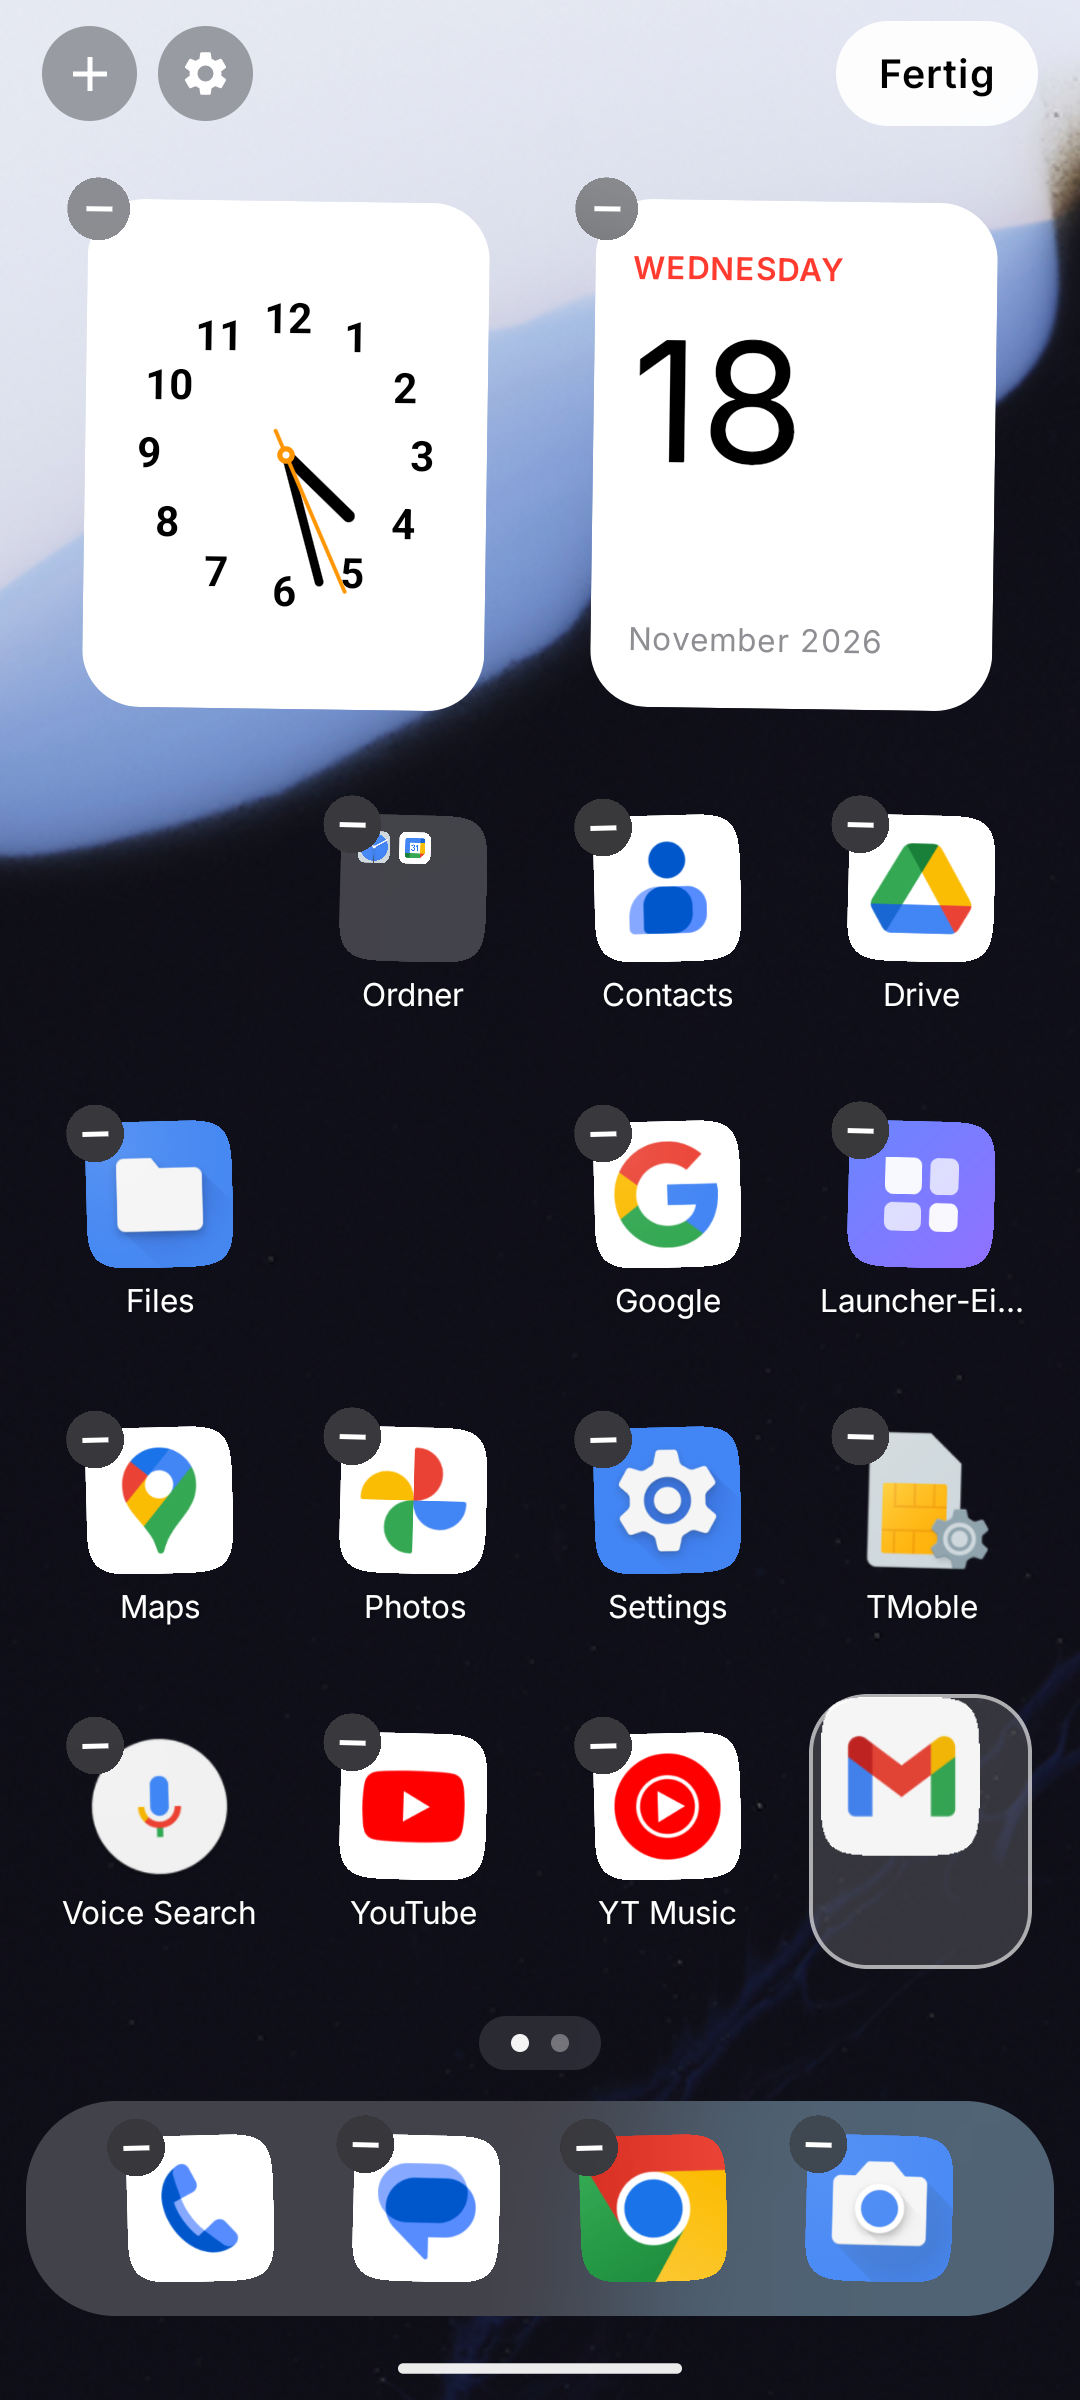 Fertig
12
11
1
10
2
9
3
8
4
7
5
6
WEDNESDAY
18
November 2026
31
Ordner
Contacts
Drive
Files
Google
Launcher-Ei...
Maps
Photos
Settings
TMoble
Voice Search
YouTube
YT Music